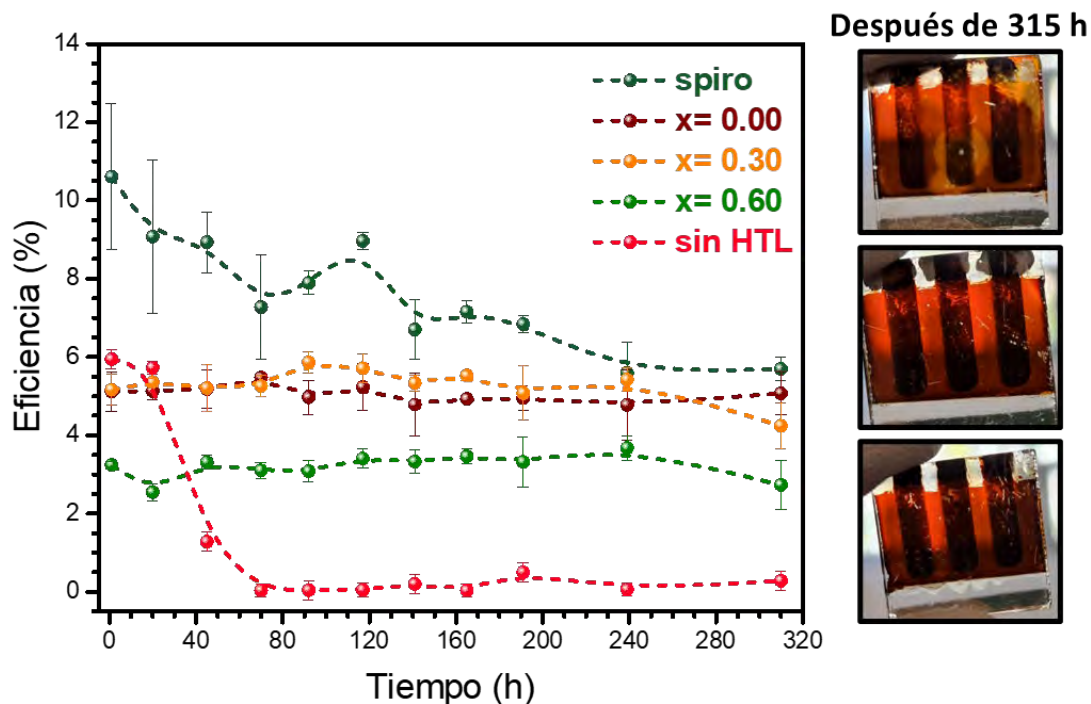 Después de 315 h
14
12
10
8
6
4
2
0
Eficiencia (%)
spiro
x= 0.00
x= 0.30
x= 0.60
sin HTL
0 40 80 120 160 200 240 280 320
Tiempo (h)